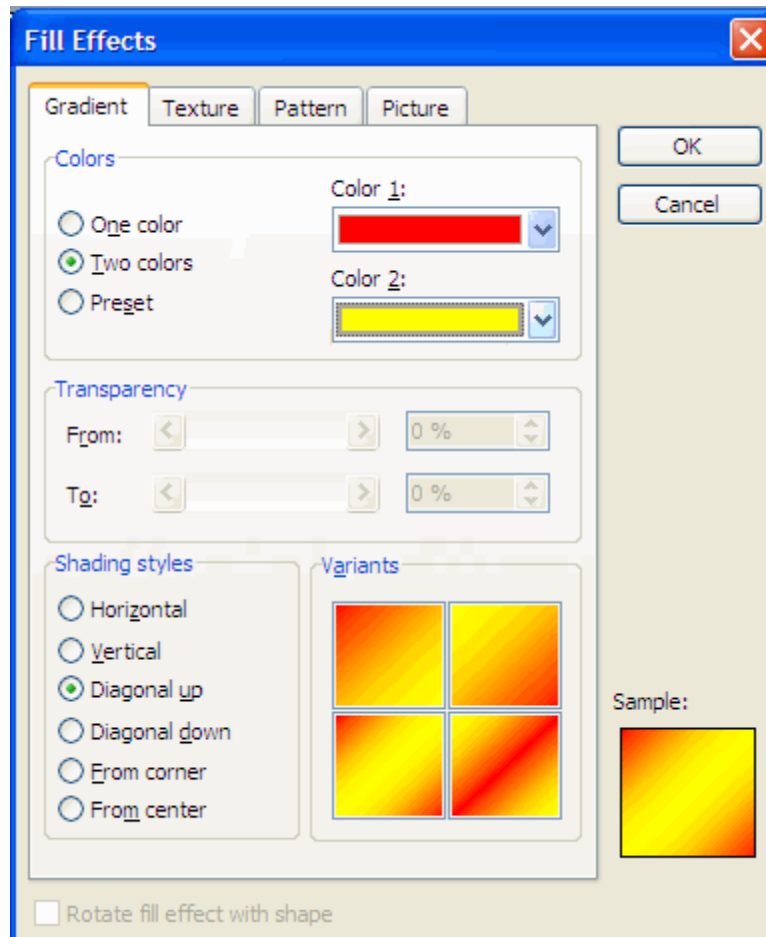 Fill Effects
Gradient Texture Pattern Picture
OK
Cancel
Colors
One color
Two colors
Preset
Color 1:
Color 2:
Transparency
From: 0 %
To: 0 %
Shading styles
Horizontal
Vertical
Diagonal up
Diagonal down
From corner
From center
Variants
Sample:
Rotate fill effect with shape